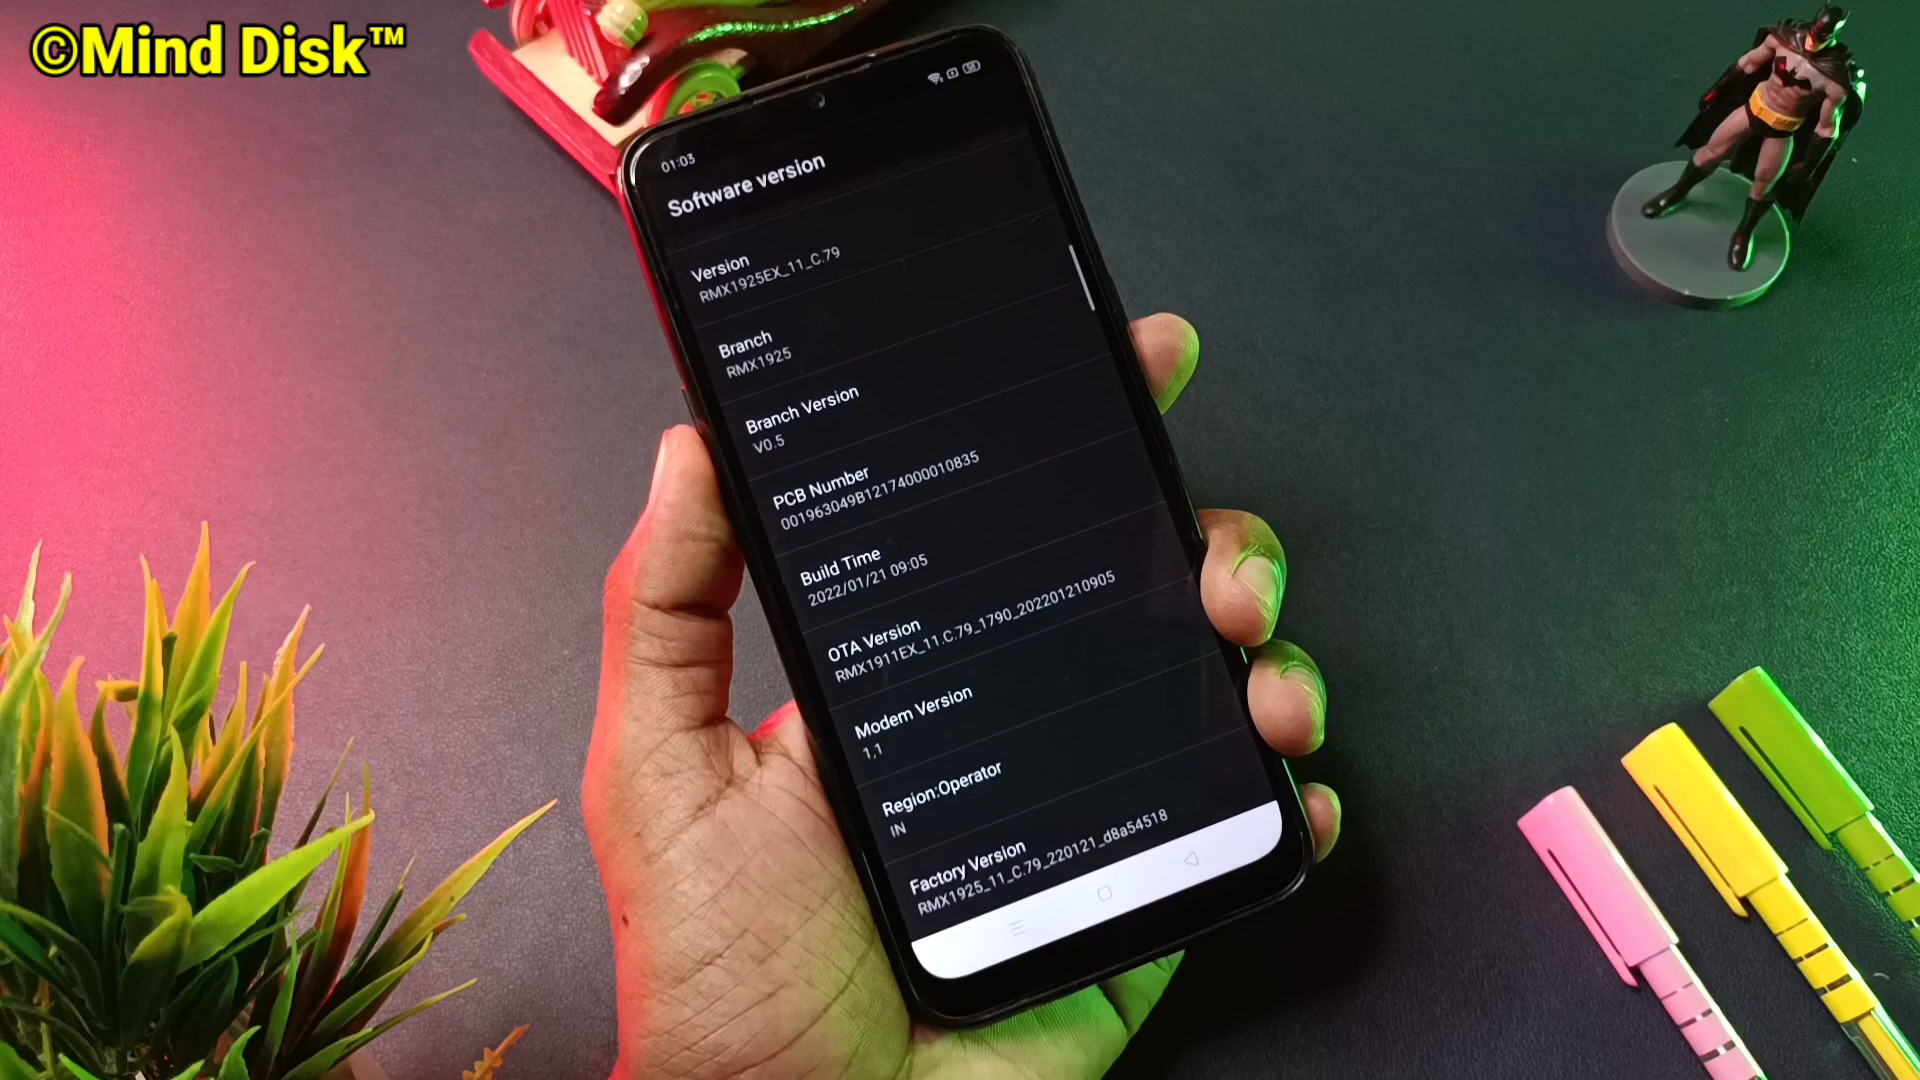 ©Mind Disk™
01:03
Software version
Version
RMX1925EX_11_C.79
Branch
RMX1925
Branch Version
V0.5
PCB Number
001963049B12174000010835
Build Time
2022/01/21 09:05
OTA Version
RMX1911EX_11.C.79_1790_202201210905
Modem Version
1,1
Region:Operator
IN
Factory Version
RMX1925_11_C.79_220121_d8a54518